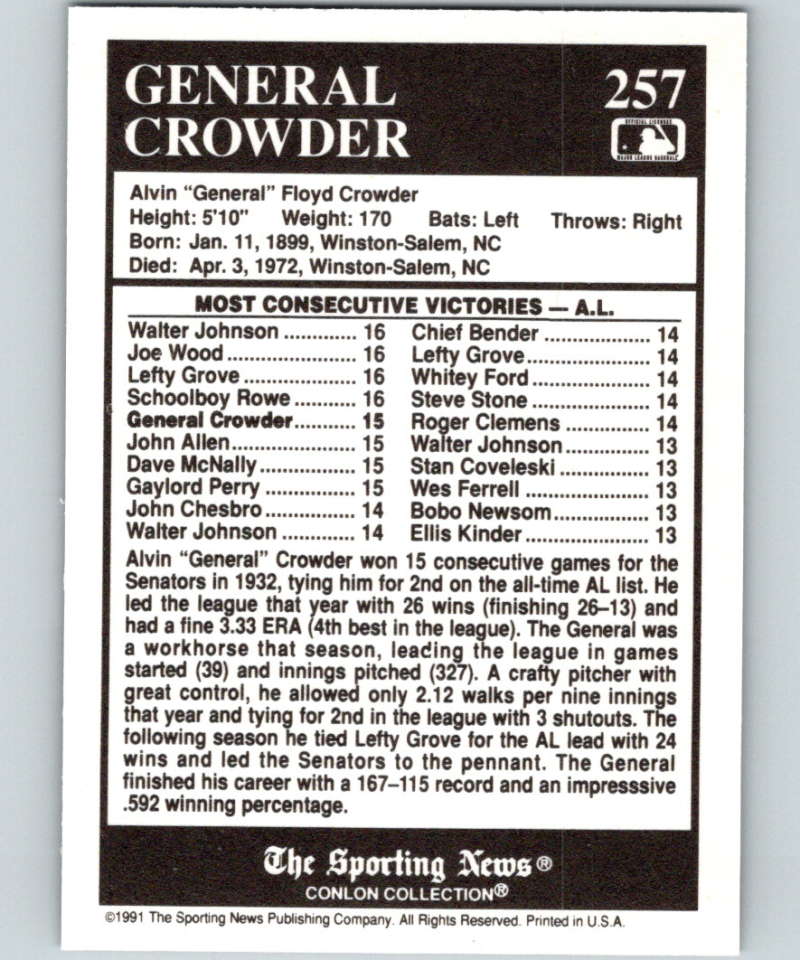 GENERAL
CROWDER
257
OFFICIAL LICENSEE
MAJOR LEAGUE BASEBALL
Alvin “General” Floyd Crowder
Height: 5'10" Weight: 170 Bats: Left Throws: Right
Born: Jan. 11, 1899, Winston-Salem, NC
Died: Apr. 3, 1972, Winston-Salem, NC
MOST CONSECUTIVE VICTORIES — A.L.
Walter Johnson ............. 16
Joe Wood ....................... 16
Lefty Grove .................... 16
Schoolboy Rowe ............ 16
General Crowder........... 15
John Allen....................... 15
Dave McNally ................. 15
Gaylord Perry ................. 15
John Chesbro ................. 14
Walter Johnson ............. 14
Chief Bender ................... 14
Lefty Grove...................... 14
Whitey Ford ..................... 14
Steve Stone ..................... 14
Roger Clemens ............... 14
Walter Johnson............... 13
Stan Coveleski ................ 13
Wes Ferrell ...................... 13
Bobo Newsom................. 13
Ellis Kinder...................... 13
Alvin “General” Crowder won 15 consecutive games for the
Senators in 1932, tying him for 2nd on the all-time AL list. He
led the league that year with 26 wins (finishing 26–13) and
had a fine 3.33 ERA (4th best in the league). The General was
a workhorse that season, leading the league in games
started (39) and innings pitched (327). A crafty pitcher with
great control, he allowed only 2.12 walks per nine innings
that year and tying for 2nd in the league with 3 shutouts. The
following season he tied Lefty Grove for the AL lead with 24
wins and led the Senators to the pennant. The General
finished his career with a 167–115 record and an impresssive
.592 winning percentage.
The Sporting News®
CONLON COLLECTION®
©1991 The Sporting News Publishing Company. All Rights Reserved. Printed in U.S.A.